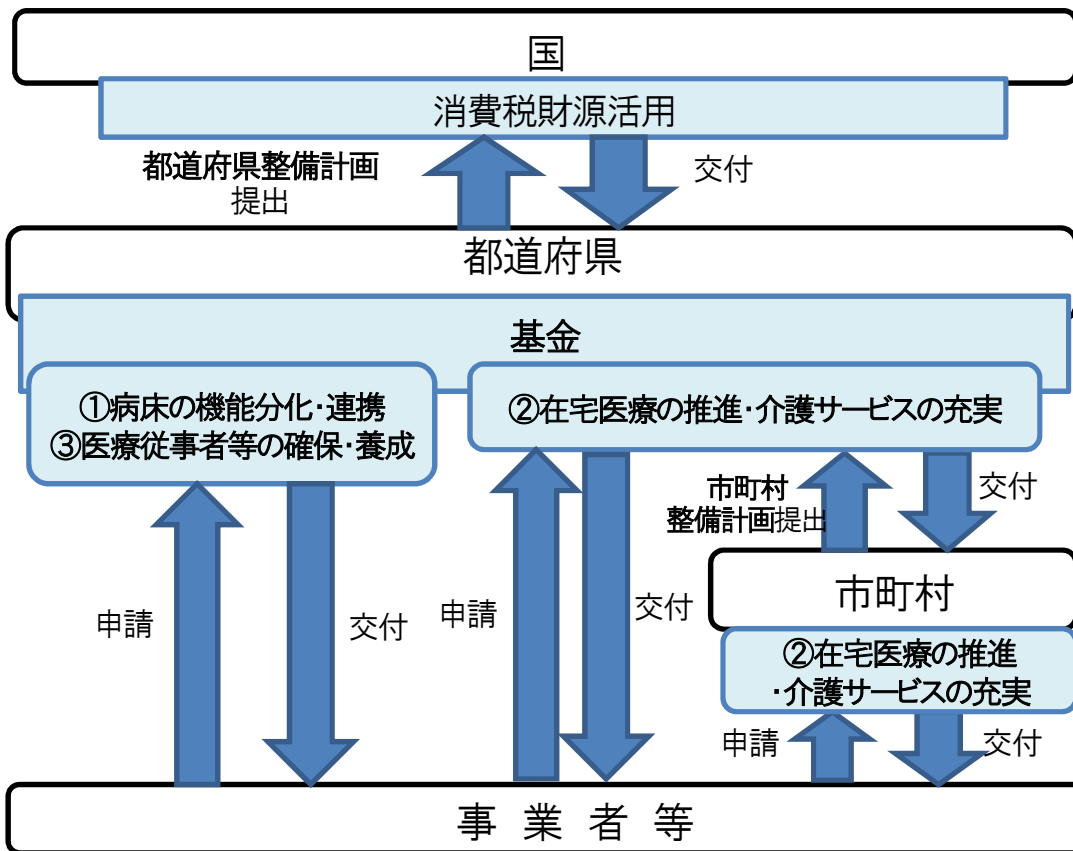 国
消費税財源活用
都道府県整備計画
提出
交付
都道府県
基金
①病床の機能分化･連携
③医療従事者等の確保･養成
②在宅医療の推進･介護サービスの充実
市町村
整備計画提出
交付
申請
交付
申請
交付
市町村
②在宅医療の推進
･介護サービスの充実
申請
交付
事業者等